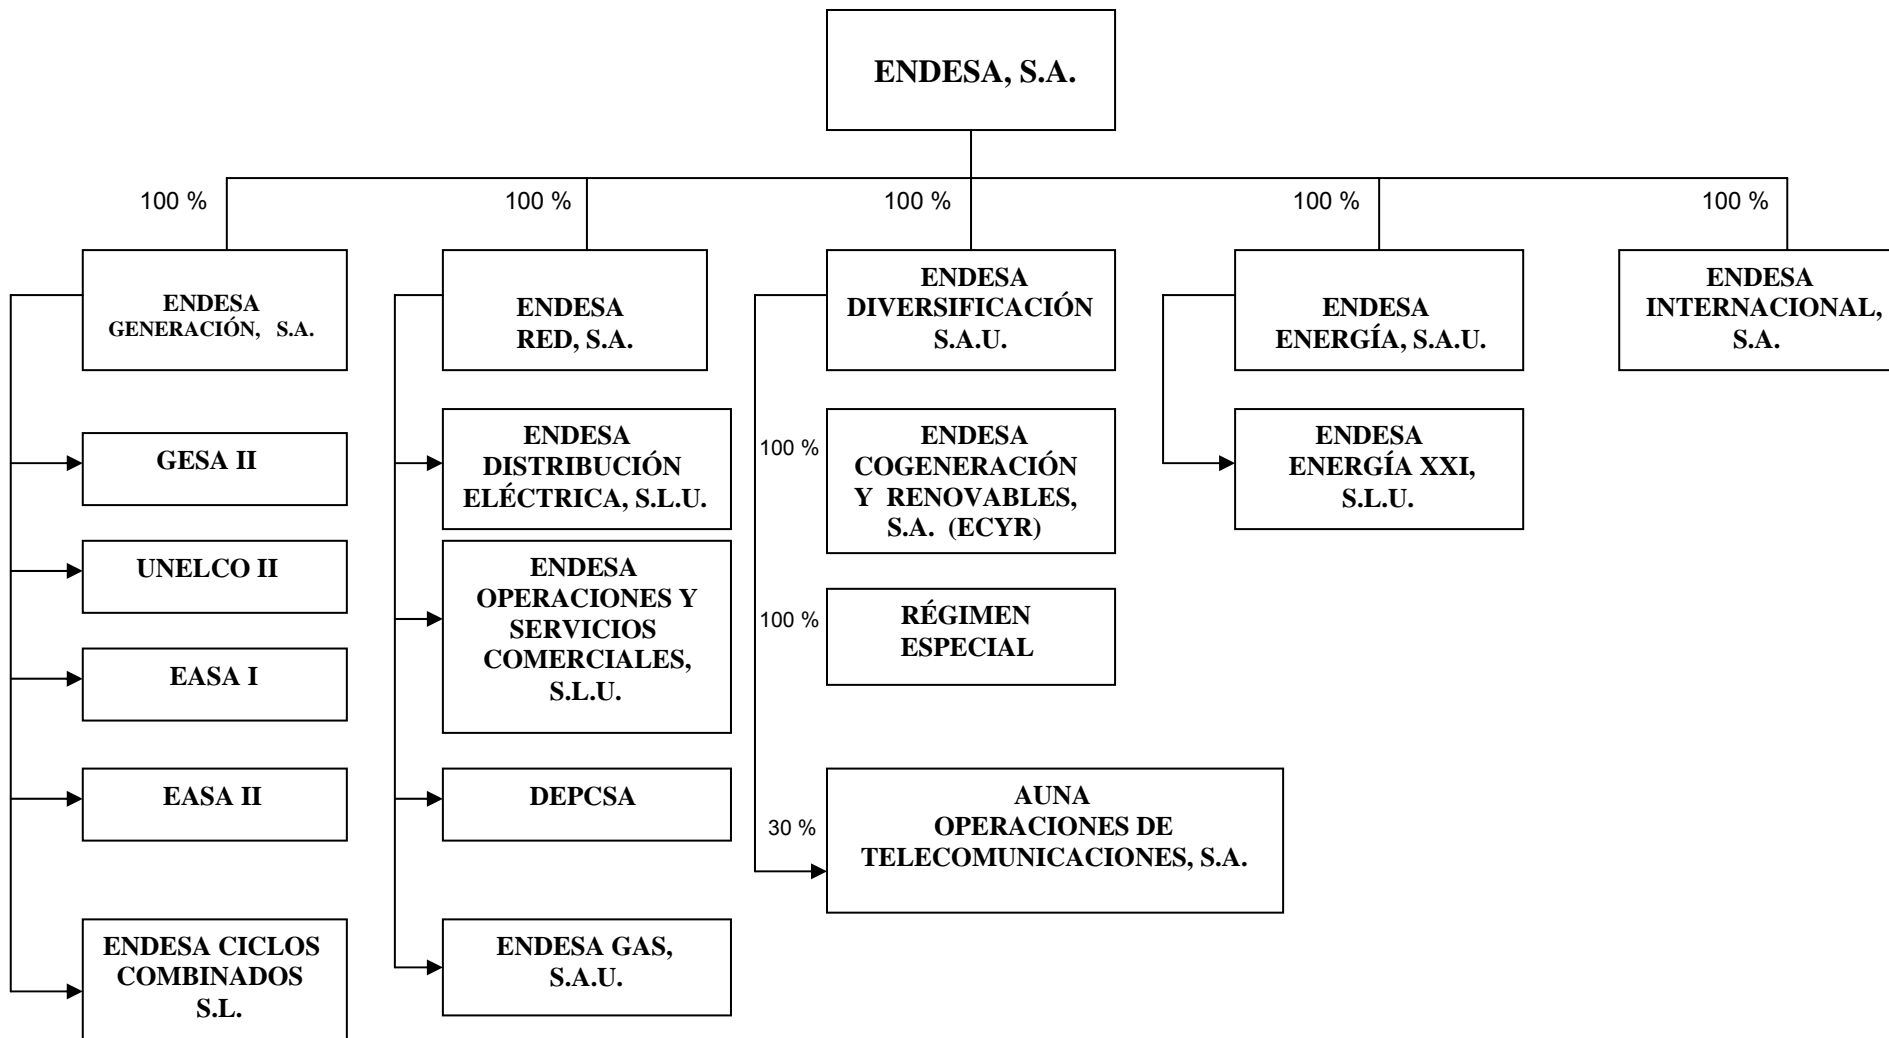 ENDESA, S.A.
100 %
100 %
100 %
100 %
100 %
ENDESA
GENERACIÓN, S.A.
ENDESA
RED, S.A.
ENDESA
DIVERSIFICACIÓN
S.A.U.
ENDESA
ENERGÍA, S.A.U.
ENDESA
INTERNACIONAL,
S.A.
GESA II
UNELCO II
EASA I
EASA II
ENDESA CICLOS
COMBINADOS
S.L.
ENDESA
DISTRIBUCIÓN
ELÉCTRICA, S.L.U.
ENDESA
OPERACIONES Y
SERVICIOS
COMERCIALES,
S.L.U.
DEPCSA
ENDESA GAS,
S.A.U.
100 %
ENDESA
COGENERACIÓN
Y RENOVABLES,
S.A. (ECYR)
100 %
RÉGIMEN
ESPECIAL
30 %
AUNA
OPERACIONES DE
TELECOMUNICACIONES, S.A.
ENDESA
ENERGÍA XXI,
S.L.U.